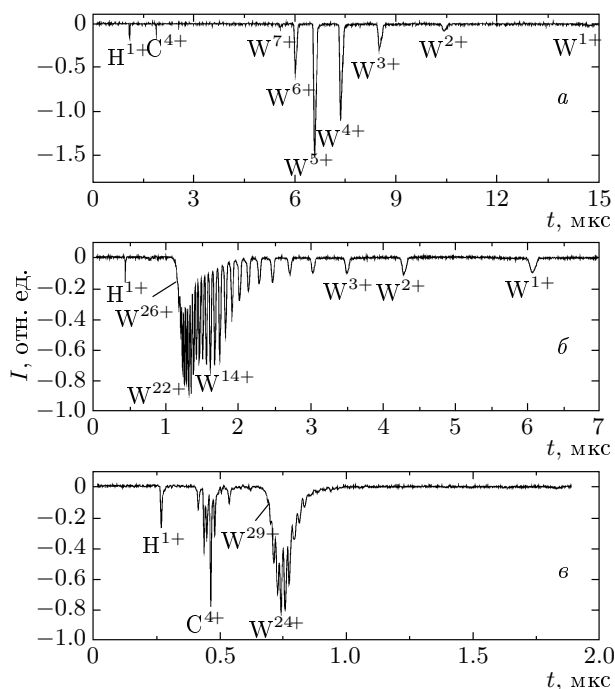 0
−0.5
−1.0
−1.5
H¹⁺ C⁴⁺ W⁷⁺ W⁶⁺ W⁵⁺ W⁴⁺ W³⁺ W²⁺ W¹⁺
а
0 3 6 9 12 15
t, мкс
I, отн. ед.
0
−0.2
−0.4
−0.6
−0.8
−1.0
H¹⁺ W²⁶⁺ W²²⁺ W¹⁴⁺ W³⁺ W²⁺ W¹⁺
б
0 1 2 3 4 5 6 7
t, мкс
0
−0.2
−0.4
−0.6
−0.8
−1.0
H¹⁺ C⁴⁺ W²⁹⁺ W²⁴⁺
в
0 0.5 1.0 1.5 2.0
t, мкс